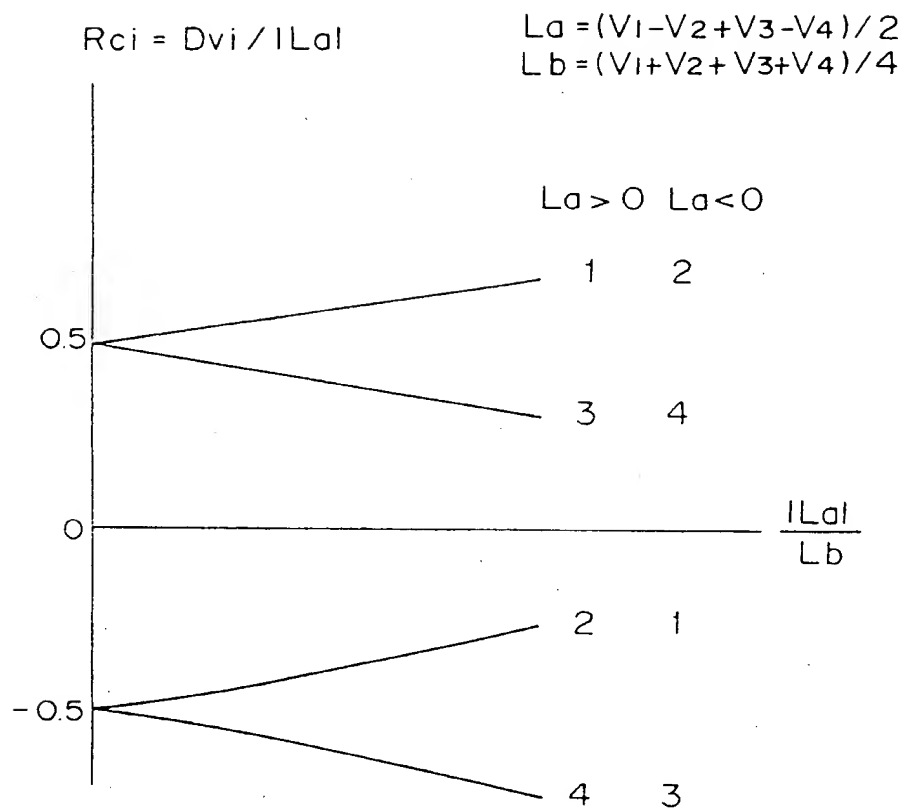 Rci = Dvi / |La|
La = (V1-V2+V3-V4) / 2
Lb = (V1+V2+V3+V4) / 4
La > 0 La < 0
1 2
0.5
3 4
0
|La|
Lb
2 1
-0.5
4 3